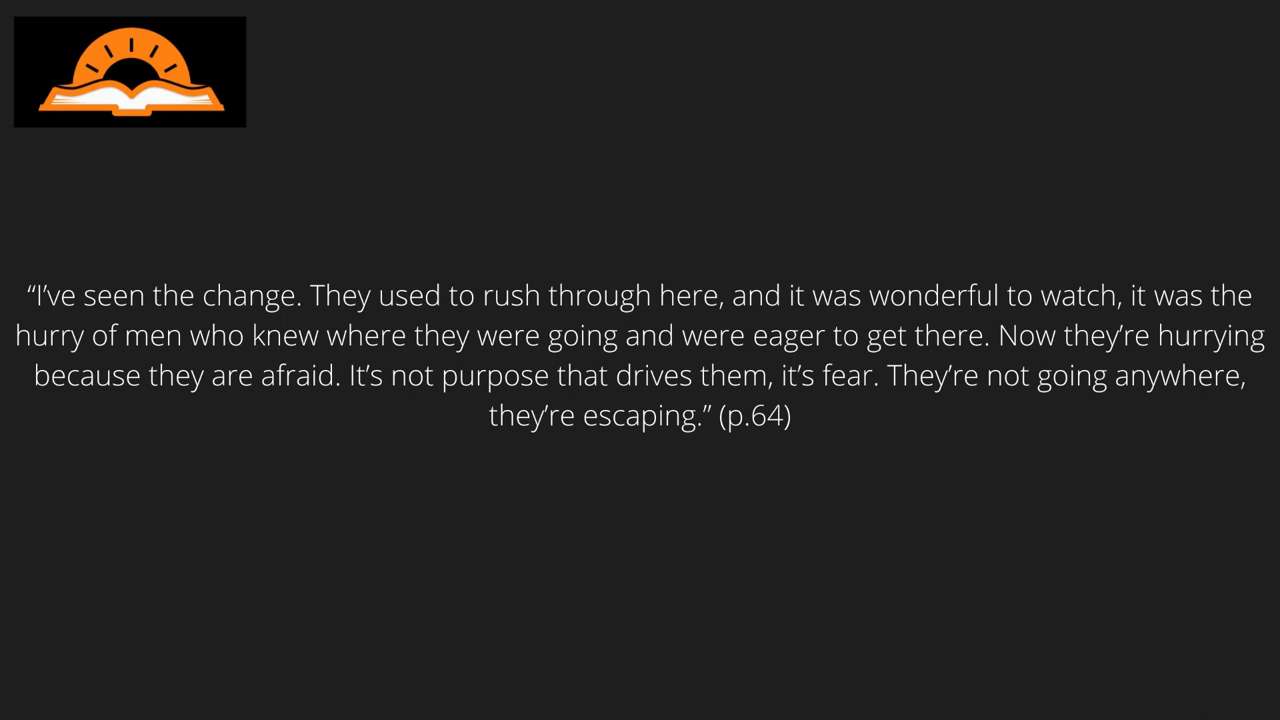 “I’ve seen the change. They used to rush through here, and it was wonderful to watch, it was the
hurry of men who knew where they were going and were eager to get there. Now they’re hurrying
because they are afraid. It’s not purpose that drives them, it’s fear. They’re not going anywhere,
they’re escaping.” (p.64)